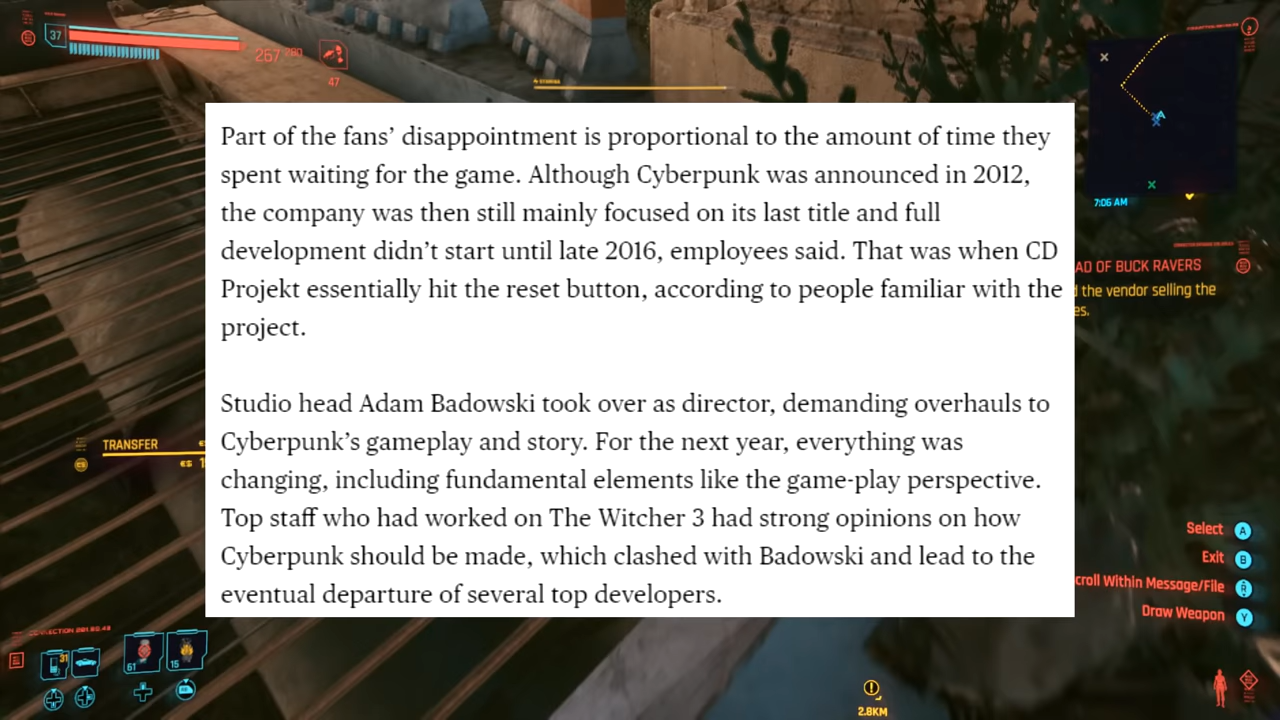 37
267 280
47
Part of the fans’ disappointment is proportional to the amount of time they
spent waiting for the game. Although Cyberpunk was announced in 2012,
the company was then still mainly focused on its last title and full
development didn’t start until late 2016, employees said. That was when CD
Projekt essentially hit the reset button, according to people familiar with the
project.
Studio head Adam Badowski took over as director, demanding overhauls to
Cyberpunk’s gameplay and story. For the next year, everything was
changing, including fundamental elements like the game-play perspective.
Top staff who had worked on The Witcher 3 had strong opinions on how
Cyberpunk should be made, which clashed with Badowski and lead to the
eventual departure of several top developers.
7:06 AM
AD OF BUCK RAVERS
the vendor selling the
es.
TRANSFER
Select A
Exit B
croll Within Message/File R
Draw Weapon Y
31
61
15
2.8KM